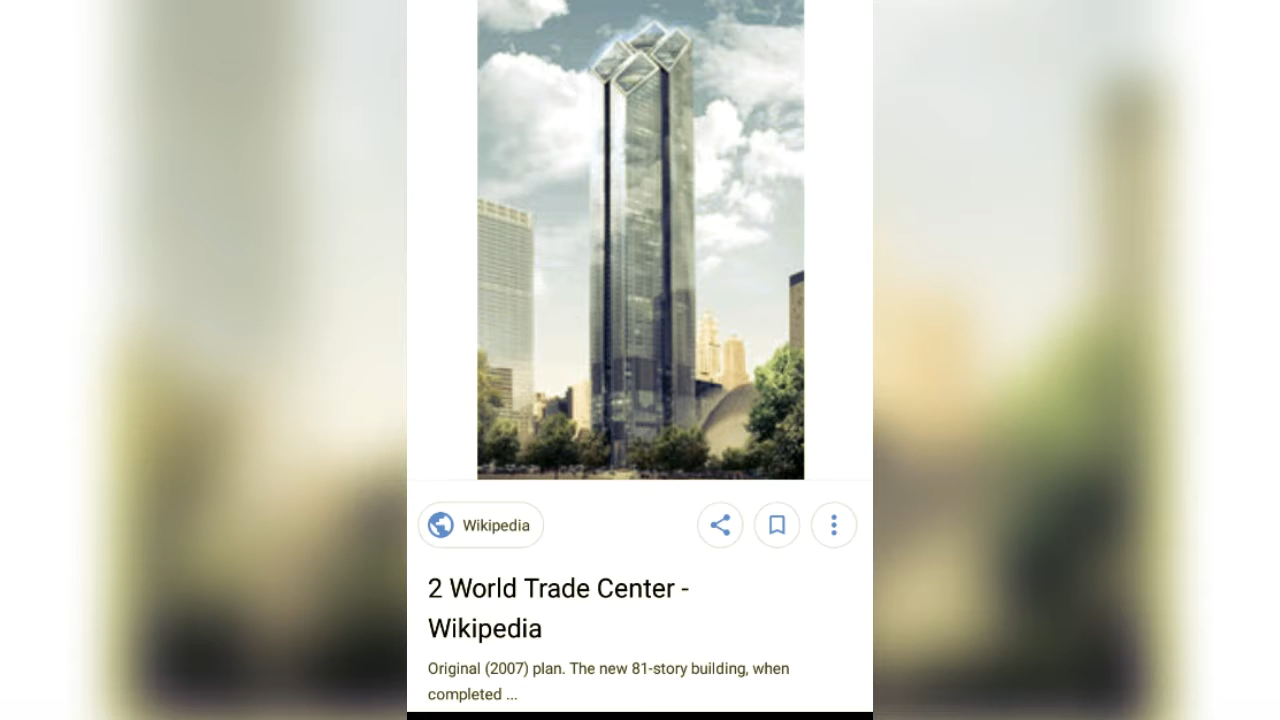 Wikipedia
2 World Trade Center -
Wikipedia
Original (2007) plan. The new 81-story building, when
completed ...